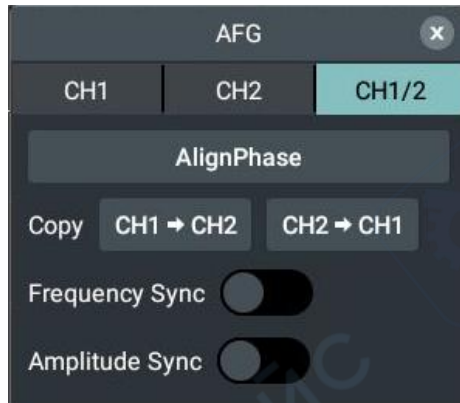 AFG x
CH1 CH2 CH1/2
AlignPhase
Copy CH1 → CH2 CH2 → CH1
Frequency Sync
Amplitude Sync